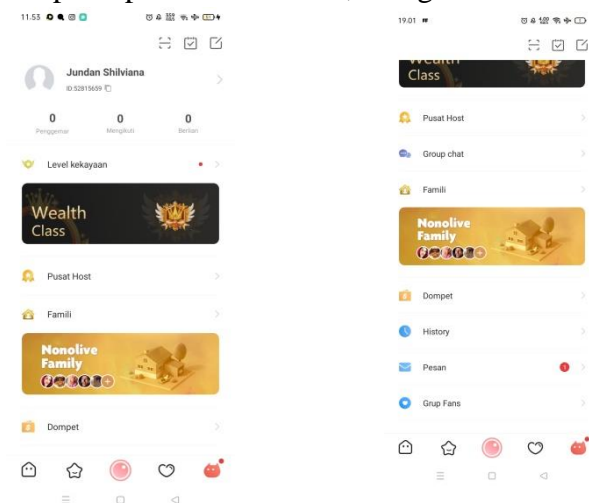 11.53
Jundan Shilviana
ID:52815659
0 0 0
Penggemar Mengikuti Berlian
Level kekayaan
Wealth
Class
Pusat Host
Famili
Nonolive
Family
Dompet
19.01
Wealth
Class
Pusat Host
Group chat
Famili
Nonolive
Family
Dompet
History
Pesan 1
Grup Fans